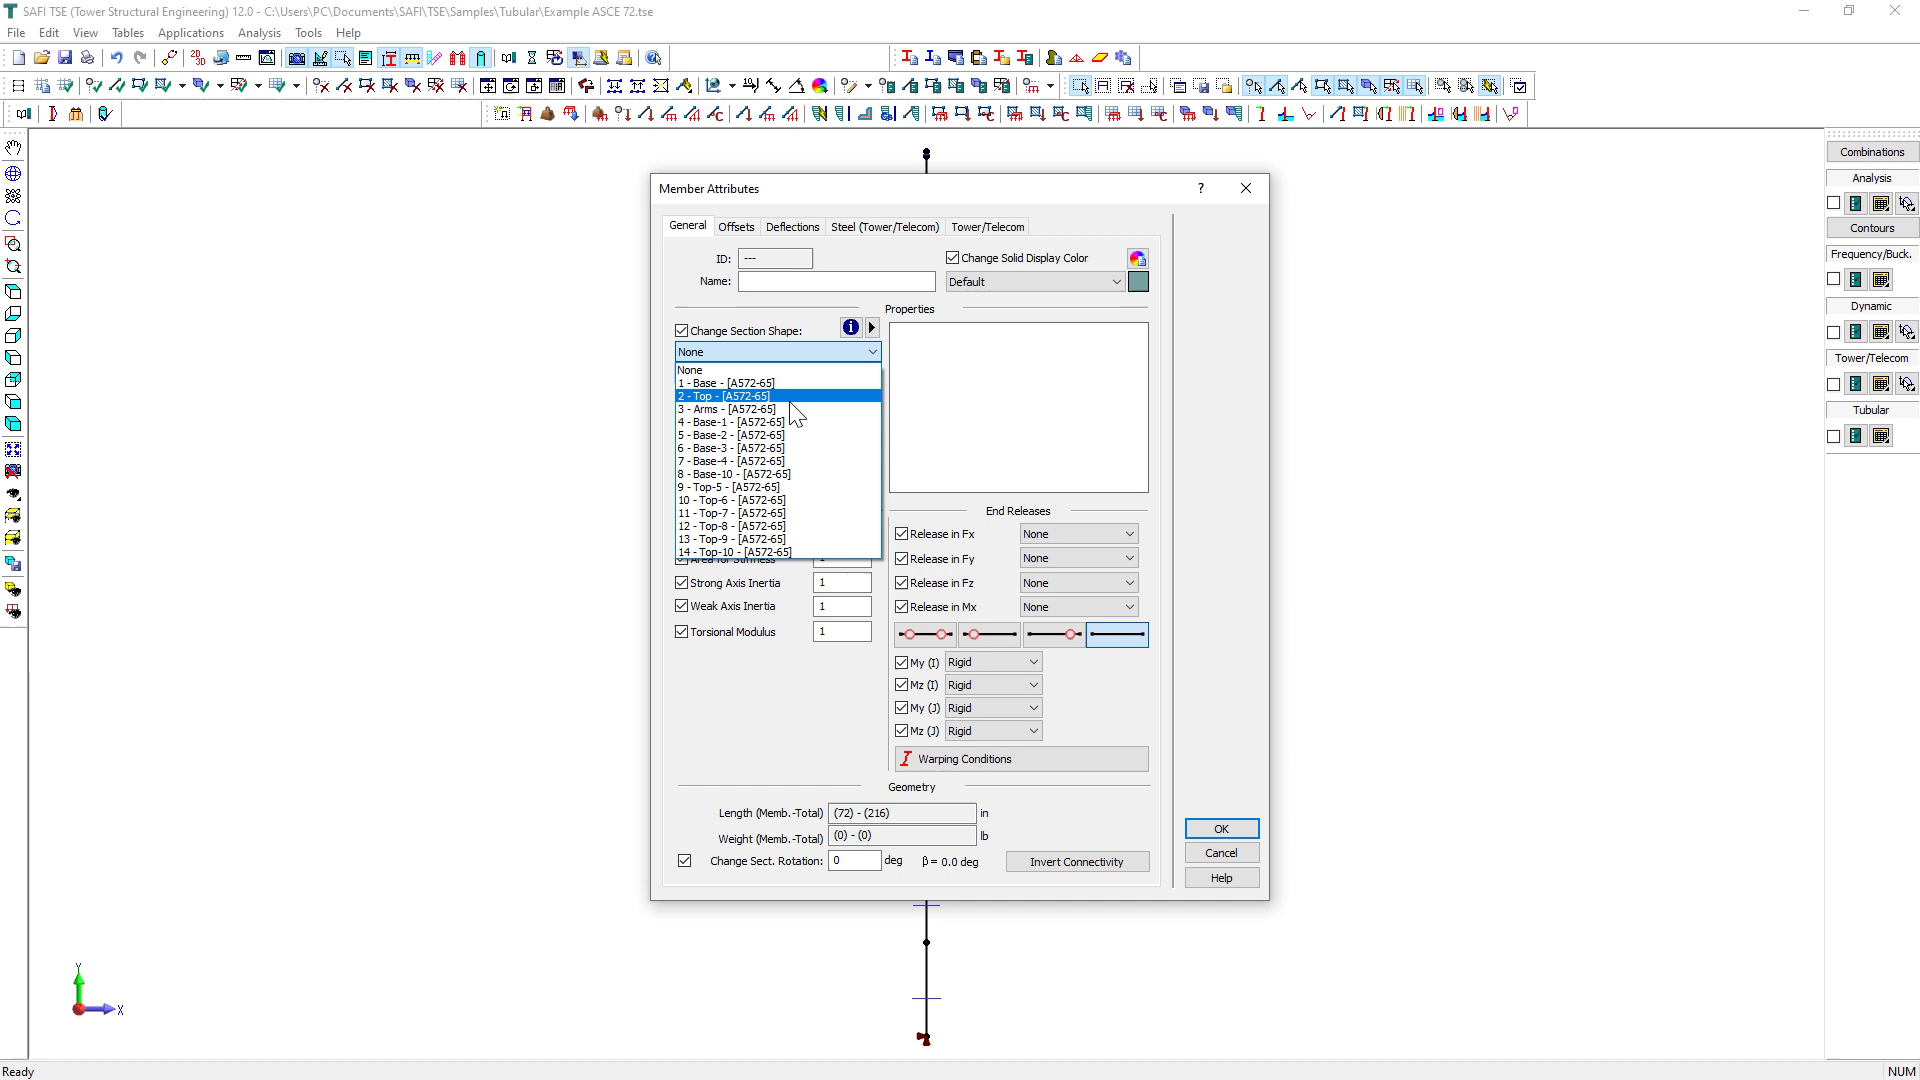 SAFI TSE (Tower Structural Engineering) 12.0 - C:\Users\PC\Documents\SAFI\TSE\Samples\Tubular\Example ASCE 72.tse
File Edit View Tables Applications Analysis Tools Help
Combinations
Analysis
Contours
Frequency/Buck.
Dynamic
Tower/Telecom
Tubular
Member Attributes
?
General Offsets Deflections Steel (Tower/Telecom) Tower/Telecom
ID: ---
Change Solid Display Color
Name:
Default
Properties
Change Section Shape:
None
None
1 - Base - [A572-65]
2 - Top - [A572-65]
3 - Arms - [A572-65]
4 - Base-1 - [A572-65]
5 - Base-2 - [A572-65]
6 - Base-3 - [A572-65]
7 - Base-4 - [A572-65]
8 - Base-10 - [A572-65]
9 - Top-5 - [A572-65]
10 - Top-6 - [A572-65]
11 - Top-7 - [A572-65]
12 - Top-8 - [A572-65]
13 - Top-9 - [A572-65]
14 - Top-10 - [A572-65]
Strong Axis Inertia 1
Weak Axis Inertia 1
Torsional Modulus 1
End Releases
Release in Fx None
Release in Fy None
Release in Fz None
Release in Mx None
My (I) Rigid
Mz (I) Rigid
My (J) Rigid
Mz (J) Rigid
Warping Conditions
Geometry
Length (Memb.-Total) (72) - (216) in
Weight (Memb.-Total) (0) - (0) lb
Change Sect. Rotation: 0 deg β= 0.0 deg Invert Connectivity
OK
Cancel
Help
Y
X
Ready
NUM